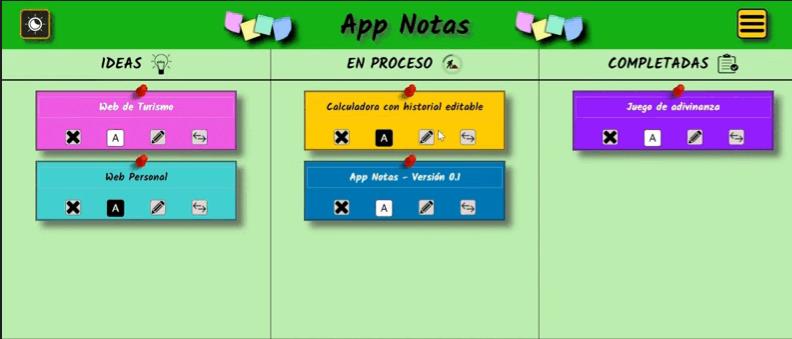 App Notas
IDEAS
EN PROCESO
COMPLETADAS
Web de Turismo
A
Calculadora con historial editable
A
Juego de adivinanza
A
Web Personal
A
App Notas - Versión 0.1
A